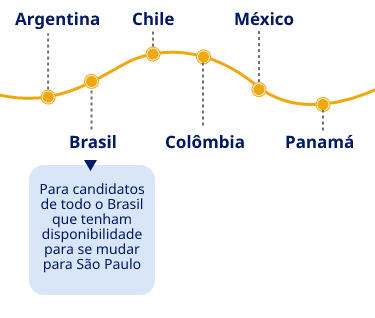 Argentina
Chile
México
Brasil
Colômbia
Panamá
Para candidatos
de todo o Brasil
que tenham
disponibilidade
para se mudar
para São Paulo